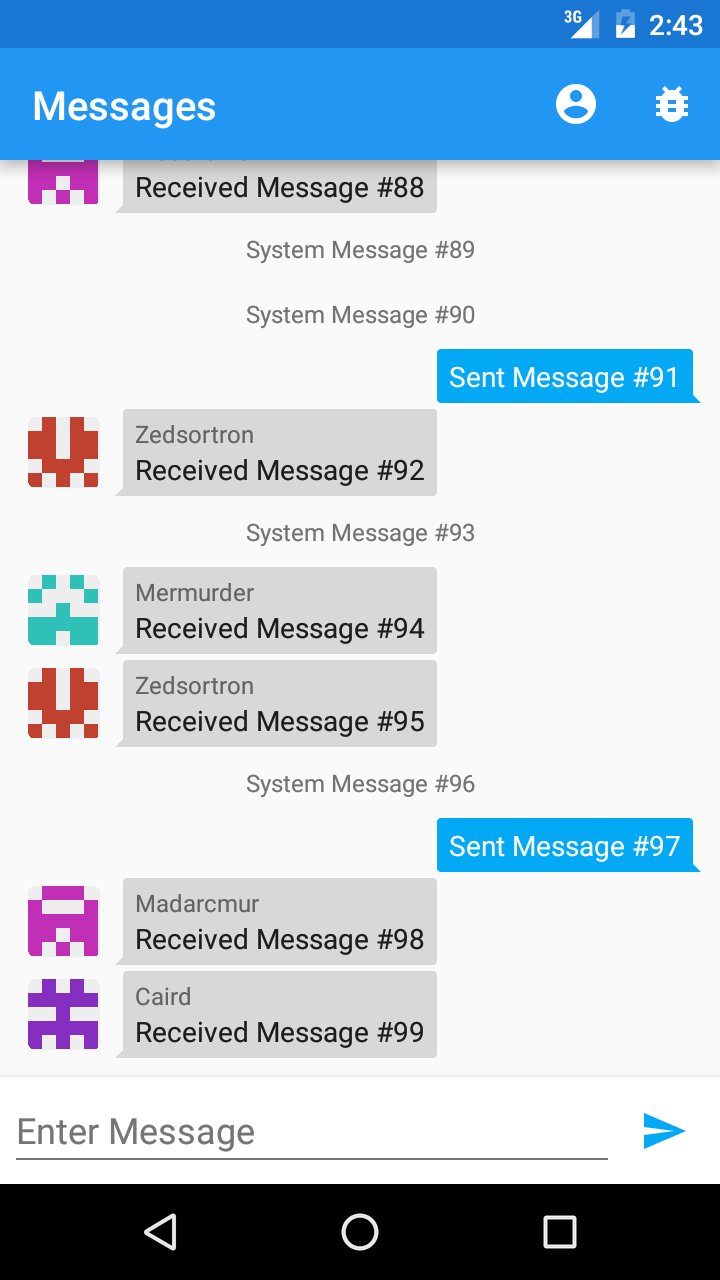 3G 2:43
Messages
Received Message #88
System Message #89
System Message #90
Sent Message #91
Zedsortron
Received Message #92
System Message #93
Mermurder
Received Message #94
Zedsortron
Received Message #95
System Message #96
Sent Message #97
Madarcmur
Received Message #98
Caird
Received Message #99
Enter Message